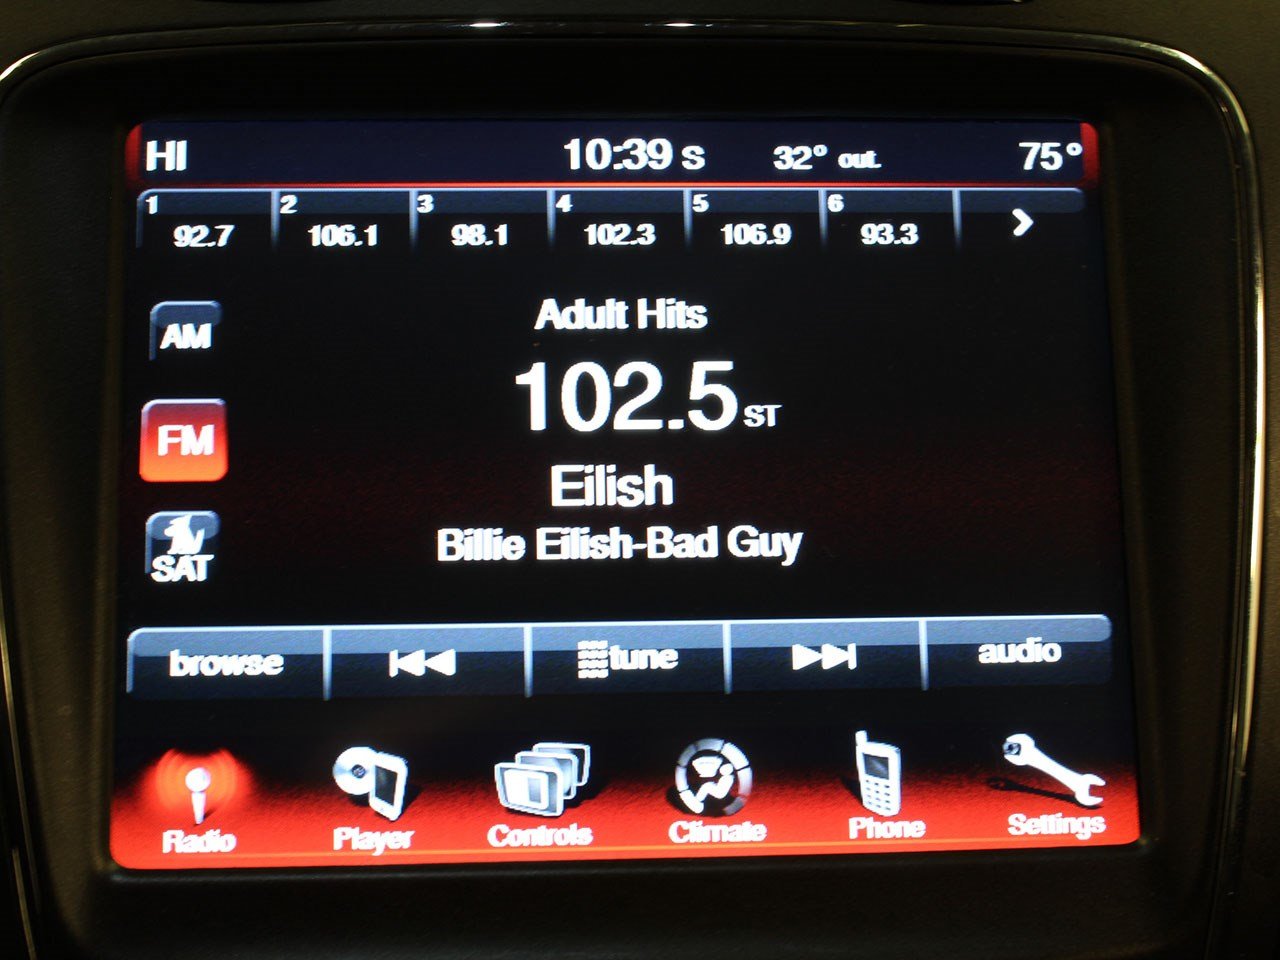 HI 10:39 s 32° out. 75°
1 2 3 4 5 6
92.7 106.1 98.1 102.3 106.9 93.3
Adult Hits
AM
102.5 ST
FM
Eilish
Billie Eilish-Bad Guy
SAT
browse tune audio
Radio Player Controls Climate Phone Settings